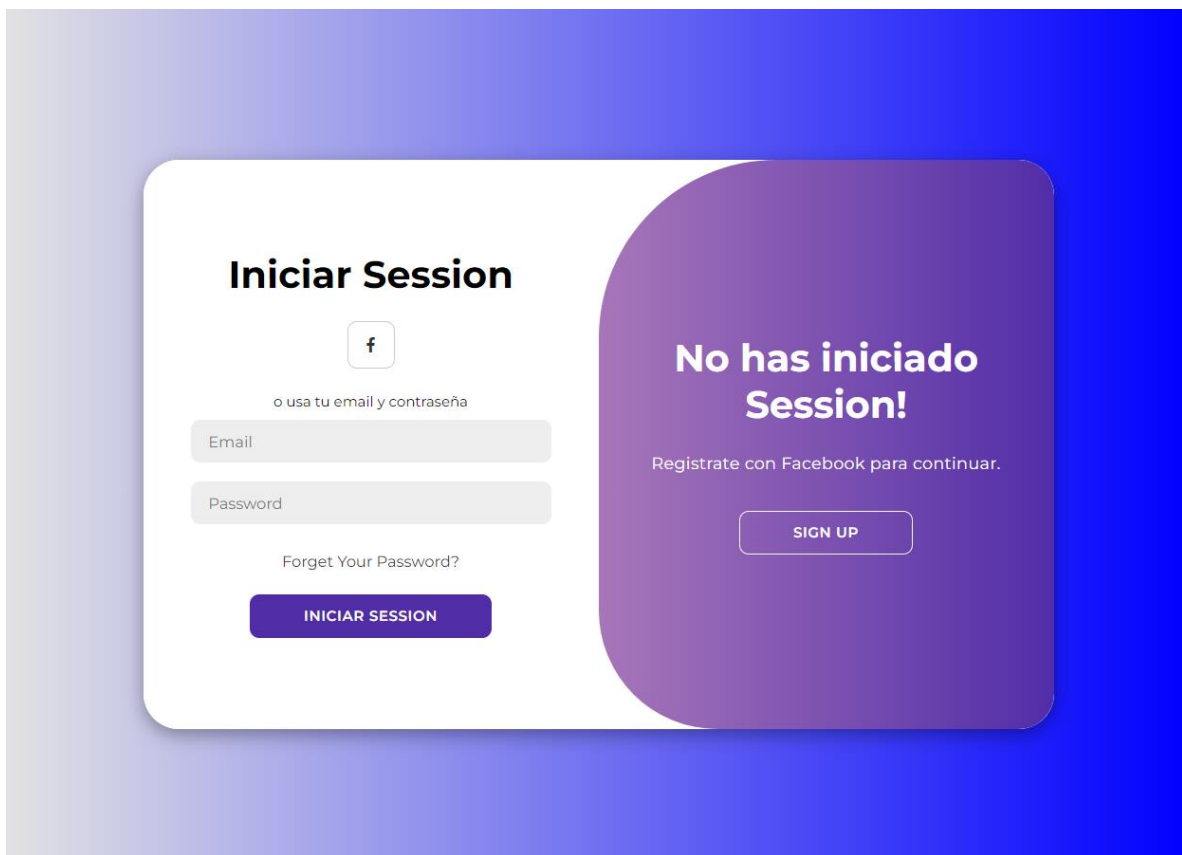 Iniciar Session
f
o usa tu email y contraseña
Email
Password
Forget Your Password?
INICIAR SESSION
No has iniciado
Session!
Registrate con Facebook para continuar.
SIGN UP